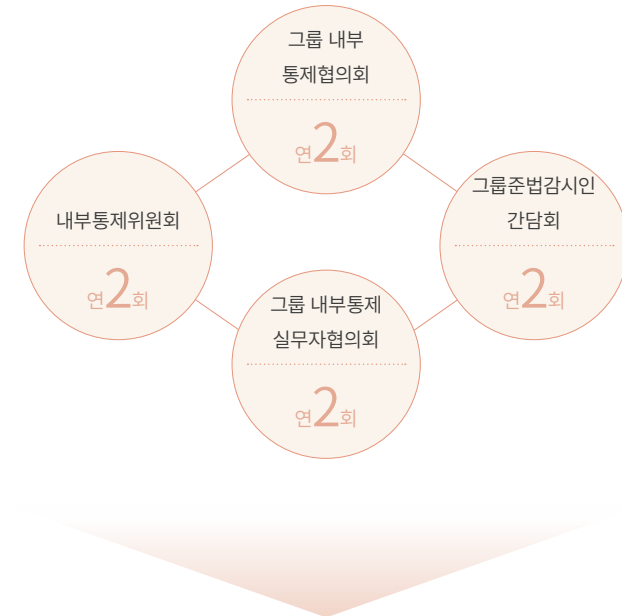 그룹 내부
통제협의회
연2회
내부통제위원회
연2회
그룹준법감시인
간담회
연2회
그룹 내부통제
실무자협의회
연2회